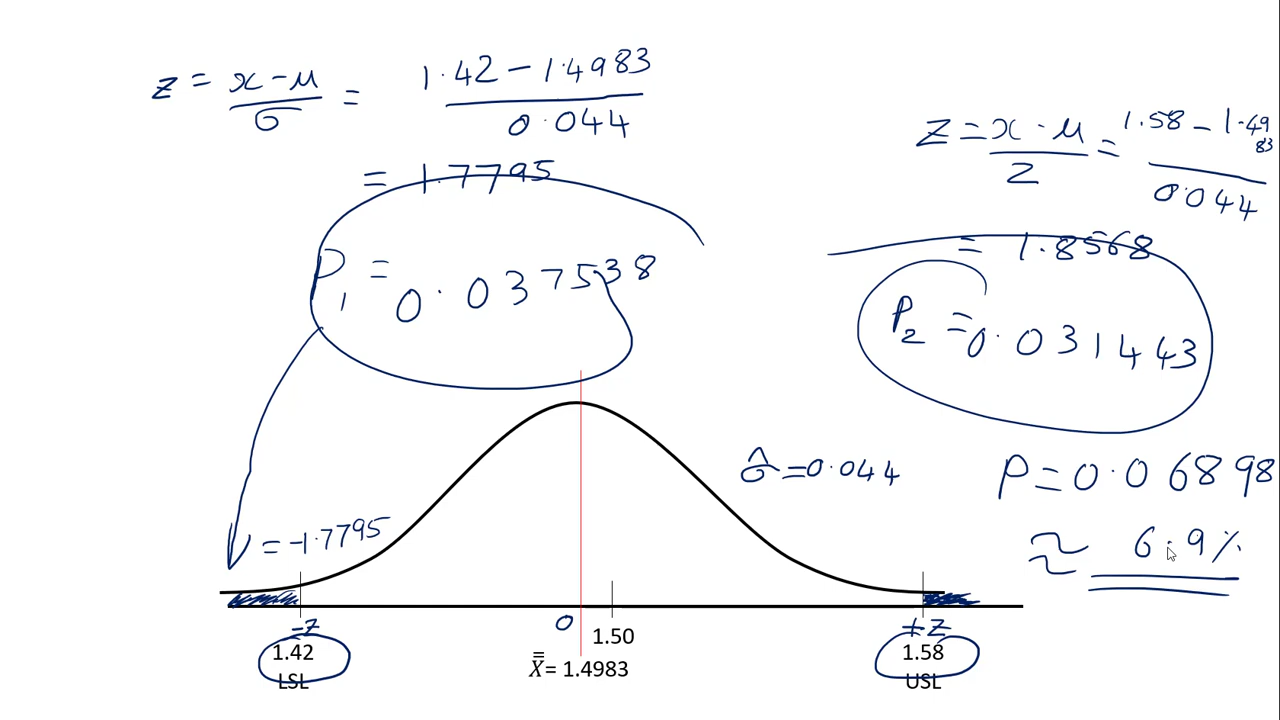 z = x - μ / σ = 1.42 - 1.4983 / 0.044
= 1.7795
P1 = 0.037538
Z = x - μ / 2 = 1.58 - 1.4983 / 0.044
= 1.8568
P2 = 0.031443
σ̂ = 0.044
P = 0.06898
≈ 6.9%
= -1.7795
-z
0
+z
1.42
LSL
1.50
X̿ = 1.4983
1.58
USL